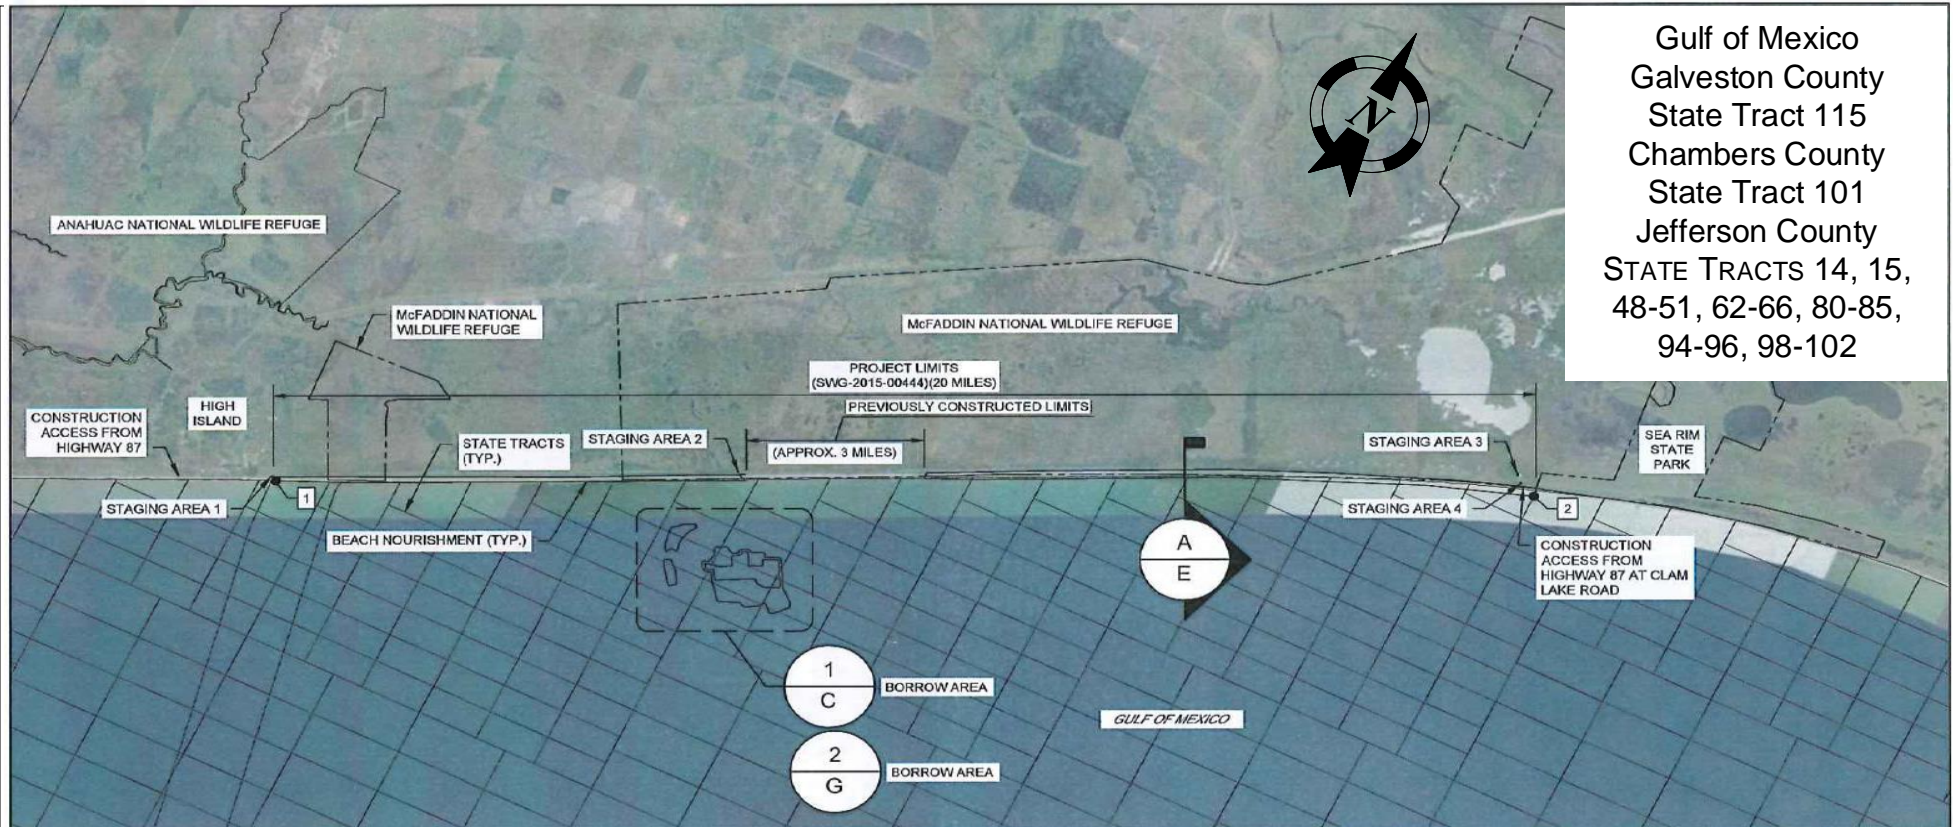 Gulf of Mexico
Galveston County
State Tract 115
Chambers County
State Tract 101
Jefferson County
STATE TRACTS 14, 15,
48-51, 62-66, 80-85,
94-96, 98-102
N
ANAHUAC NATIONAL WILDLIFE REFUGE
McFADDIN NATIONAL
WILDLIFE REFUGE
McFADDIN NATIONAL WILDLIFE REFUGE
PROJECT LIMITS
(SWG-2015-00444)(20 MILES)
PREVIOUSLY CONSTRUCTED LIMITS
(APPROX. 3 MILES)
HIGH
ISLAND
CONSTRUCTION
ACCESS FROM
HIGHWAY 87
STATE TRACTS
(TYP.)
STAGING AREA 2
STAGING AREA 3
SEA RIM
STATE
PARK
STAGING AREA 1
1
STAGING AREA 4
2
BEACH NOURISHMENT (TYP.)
A
E
CONSTRUCTION
ACCESS FROM
HIGHWAY 87 AT CLAM
LAKE ROAD
1
C
BORROW AREA
GULF OF MEXICO
2
G
BORROW AREA